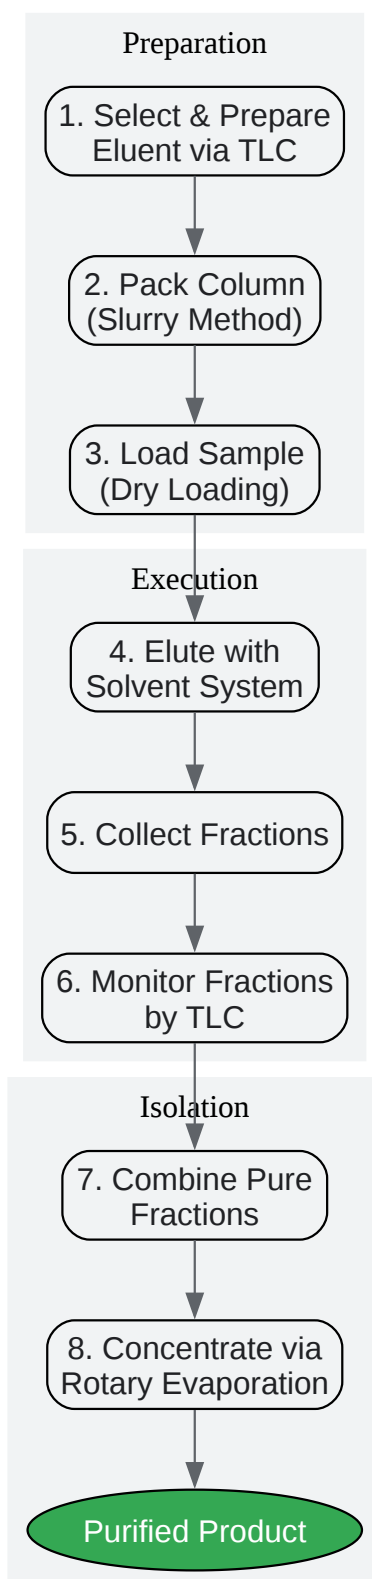 Preparation
1. Select & Prepare
Eluent via TLC
2. Pack Column
(Slurry Method)
3. Load Sample
(Dry Loading)
Execution
4. Elute with
Solvent System
5. Collect Fractions
6. Monitor Fractions
by TLC
Isolation
7. Combine Pure
Fractions
8. Concentrate via
Rotary Evaporation
Purified Product